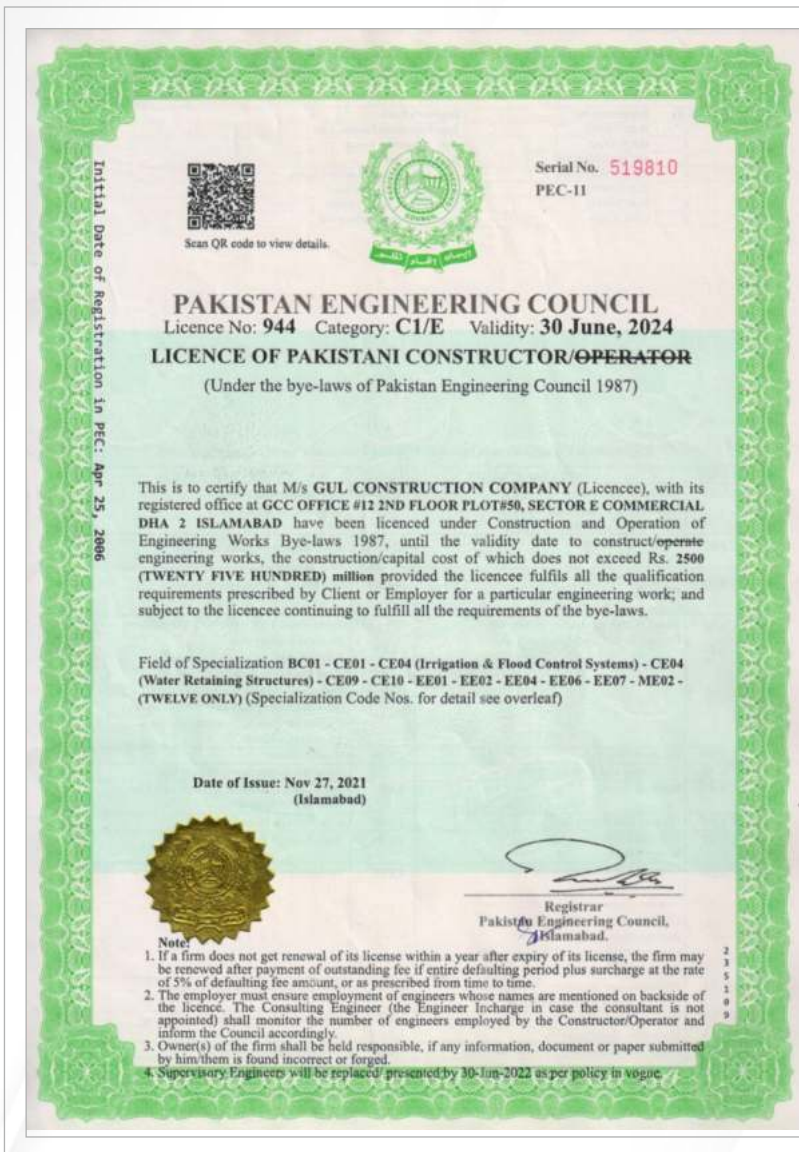 Initial Date of Registration in PEC: Apr 25, 2006
Scan QR code to view details.
Serial No. 519810
PEC-11
PAKISTAN ENGINEERING COUNCIL
Licence No: 944 Category: C1/E Validity: 30 June, 2024
LICENCE OF PAKISTANI CONSTRUCTOR/OPERATOR
(Under the bye-laws of Pakistan Engineering Council 1987)
This is to certify that M/s GUL CONSTRUCTION COMPANY (Licencee), with its
registered office at GCC OFFICE #12 2ND FLOOR PLOT#50, SECTOR E COMMERCIAL
DHA 2 ISLAMABAD have been licenced under Construction and Operation of
Engineering Works Bye-laws 1987, until the validity date to construct/operate
engineering works, the construction/capital cost of which does not exceed Rs. 2500
(TWENTY FIVE HUNDRED) million provided the licencee fulfils all the qualification
requirements prescribed by Client or Employer for a particular engineering work; and
subject to the licencee continuing to fulfill all the requirements of the bye-laws.
Field of Specialization BC01 - CE01 - CE04 (Irrigation & Flood Control Systems) - CE04
(Water Retaining Structures) - CE09 - CE10 - EE01 - EE02 - EE04 - EE06 - EE07 - ME02 -
(TWELVE ONLY) (Specialization Code Nos. for detail see overleaf)
Date of Issue: Nov 27, 2021
(Islamabad)
Registrar
Pakistan Engineering Council,
Islamabad.
Note:
1. If a firm does not get renewal of its license within a year after expiry of its license, the firm may
be renewed after payment of outstanding fee if entire defaulting period plus surcharge at the rate
of 5% of defaulting fee amount, or as prescribed from time to time.
2. The employer must ensure employment of engineers whose names are mentioned on backside of
the licence. The Consulting Engineer (the Engineer Incharge in case the consultant is not
appointed) shall monitor the number of engineers employed by the Constructor/Operator and
inform the Council accordingly.
3. Owner(s) of the firm shall be held responsible, if any information, document or paper submitted
by him/them is found incorrect or forged.
4. Supervisory Engineers will be replaced/ presented by 30-Jun-2022 as per policy in vogue.
235109